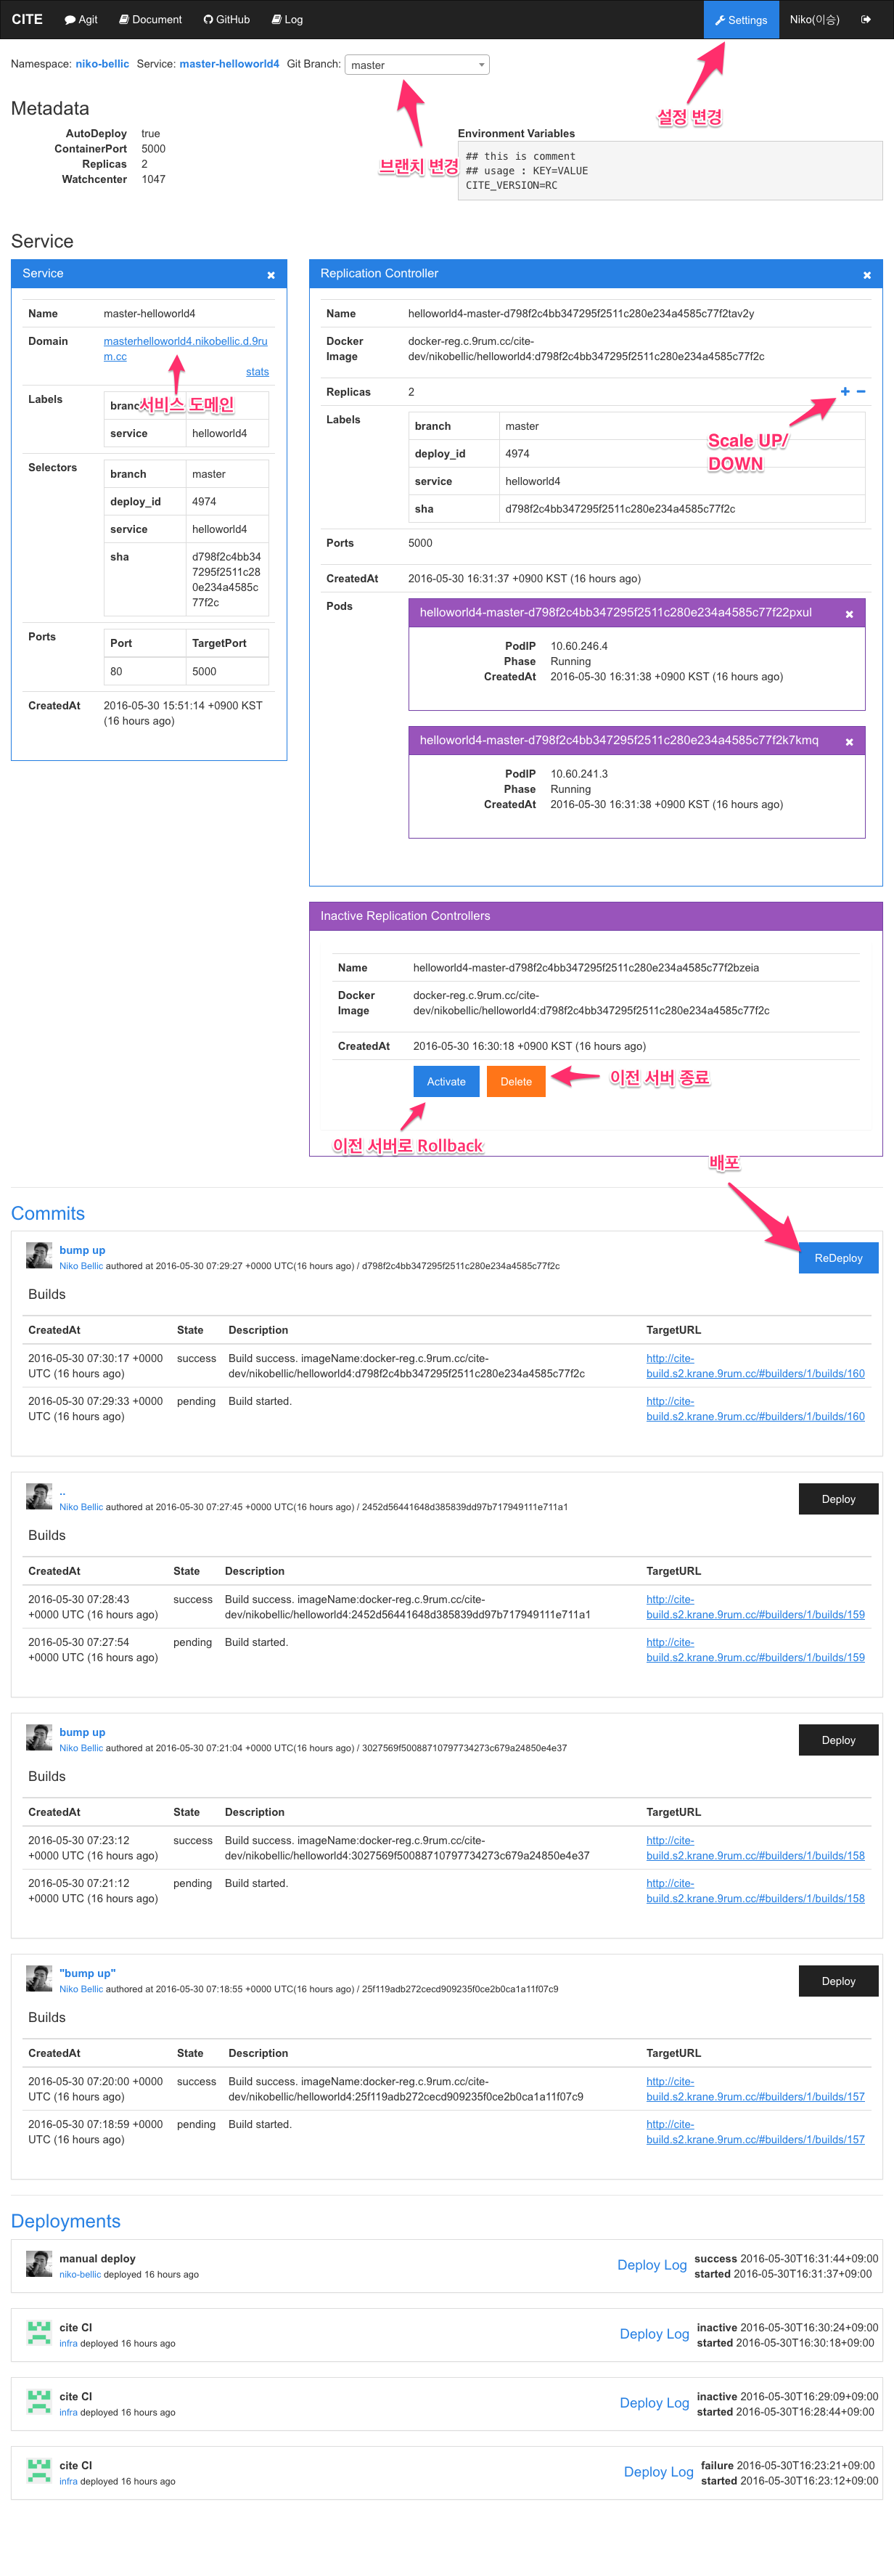 CITE Agit Document GitHub Log Settings Niko(이승)
Namespace: niko-bellic Service: master-helloworld4 Git Branch: master
설정 변경
브랜치 변경
Metadata
AutoDeploy true
ContainerPort 5000
Replicas 2
Watchcenter 1047
Environment Variables
## this is comment
## usage : KEY=VALUE
CITE_VERSION=RC
Service
Service
Name master-helloworld4
Domain masterhelloworld4.nikobellic.d.9ru
m.cc
stats
서비스 도메인
Labels
service helloworld4
Selectors
branch master
deploy_id 4974
service helloworld4
sha d798f2c4bb34
7295f2511c28
0e234a4585c
77f2c
Ports
Port TargetPort
80 5000
CreatedAt 2016-05-30 15:51:14 +0900 KST
(16 hours ago)
Replication Controller
Name helloworld4-master-d798f2c4bb347295f2511c280e234a4585c77f2tav2y
Docker Image docker-reg.c.9rum.cc/cite-
dev/nikobellic/helloworld4:d798f2c4bb347295f2511c280e234a4585c77f2c
Replicas 2
Scale UP/
DOWN
Labels
branch master
deploy_id 4974
service helloworld4
sha d798f2c4bb347295f2511c280e234a4585c77f2c
Ports 5000
CreatedAt 2016-05-30 16:31:37 +0900 KST (16 hours ago)
Pods
helloworld4-master-d798f2c4bb347295f2511c280e234a4585c77f22pxul
PodIP 10.60.246.4
Phase Running
CreatedAt 2016-05-30 16:31:38 +0900 KST (16 hours ago)
helloworld4-master-d798f2c4bb347295f2511c280e234a4585c77f2k7kmq
PodIP 10.60.241.3
Phase Running
CreatedAt 2016-05-30 16:31:38 +0900 KST (16 hours ago)
Inactive Replication Controllers
Name helloworld4-master-d798f2c4bb347295f2511c280e234a4585c77f2bzeia
Docker Image docker-reg.c.9rum.cc/cite-
dev/nikobellic/helloworld4:d798f2c4bb347295f2511c280e234a4585c77f2c
CreatedAt 2016-05-30 16:30:18 +0900 KST (16 hours ago)
Activate Delete
이전 서버 종료
이전 서버로 Rollback
배포
Commits
bump up
Niko Bellic authored at 2016-05-30 07:29:27 +0000 UTC(16 hours ago) / d798f2c4bb347295f2511c280e234a4585c77f2c
ReDeploy
Builds
CreatedAt State Description TargetURL
2016-05-30 07:30:17 +0000 success Build success. imageName:docker-reg.c.9rum.cc/cite- http://cite-
UTC (16 hours ago) dev/nikobellic/helloworld4:d798f2c4bb347295f2511c280e234a4585c77f2c build.s2.krane.9rum.cc/#builders/1/builds/160
2016-05-30 07:29:33 +0000 pending Build started. http://cite-
UTC (16 hours ago) build.s2.krane.9rum.cc/#builders/1/builds/160
..
Niko Bellic authored at 2016-05-30 07:27:45 +0000 UTC(16 hours ago) / 2452d56441648d385839dd97b717949111e711a1
Deploy
Builds
CreatedAt State Description TargetURL
2016-05-30 07:28:43 success Build success. imageName:docker-reg.c.9rum.cc/cite- http://cite-
+0000 UTC (16 hours ago) dev/nikobellic/helloworld4:2452d56441648d385839dd97b717949111e711a1 build.s2.krane.9rum.cc/#builders/1/builds/159
2016-05-30 07:27:54 pending Build started. http://cite-
+0000 UTC (16 hours ago) build.s2.krane.9rum.cc/#builders/1/builds/159
bump up
Niko Bellic authored at 2016-05-30 07:21:04 +0000 UTC(16 hours ago) / 3027569f50088710797734273c679a24850e4e37
Deploy
Builds
CreatedAt State Description TargetURL
2016-05-30 07:23:12 success Build success. imageName:docker-reg.c.9rum.cc/cite- http://cite-
+0000 UTC (16 hours ago) dev/nikobellic/helloworld4:3027569f50088710797734273c679a24850e4e37 build.s2.krane.9rum.cc/#builders/1/builds/158
2016-05-30 07:21:12 pending Build started. http://cite-
+0000 UTC (16 hours ago) build.s2.krane.9rum.cc/#builders/1/builds/158
"bump up"
Niko Bellic authored at 2016-05-30 07:18:55 +0000 UTC(16 hours ago) / 25f119adb272cecd909235f0ce2b0ca1a11f07c9
Deploy
Builds
CreatedAt State Description TargetURL
2016-05-30 07:20:00 +0000 success Build success. imageName:docker-reg.c.9rum.cc/cite- http://cite-
UTC (16 hours ago) dev/nikobellic/helloworld4:25f119adb272cecd909235f0ce2b0ca1a11f07c9 build.s2.krane.9rum.cc/#builders/1/builds/157
2016-05-30 07:18:59 +0000 pending Build started. http://cite-
UTC (16 hours ago) build.s2.krane.9rum.cc/#builders/1/builds/157
Deployments
manual deploy
niko-bellic deployed 16 hours ago
Deploy Log
success 2016-05-30T16:31:44+09:00
started 2016-05-30T16:31:37+09:00
cite CI
infra deployed 16 hours ago
Deploy Log
inactive 2016-05-30T16:30:24+09:00
started 2016-05-30T16:30:18+09:00
cite CI
infra deployed 16 hours ago
Deploy Log
inactive 2016-05-30T16:29:09+09:00
started 2016-05-30T16:28:44+09:00
cite CI
infra deployed 16 hours ago
Deploy Log
failure 2016-05-30T16:23:21+09:00
started 2016-05-30T16:23:12+09:00